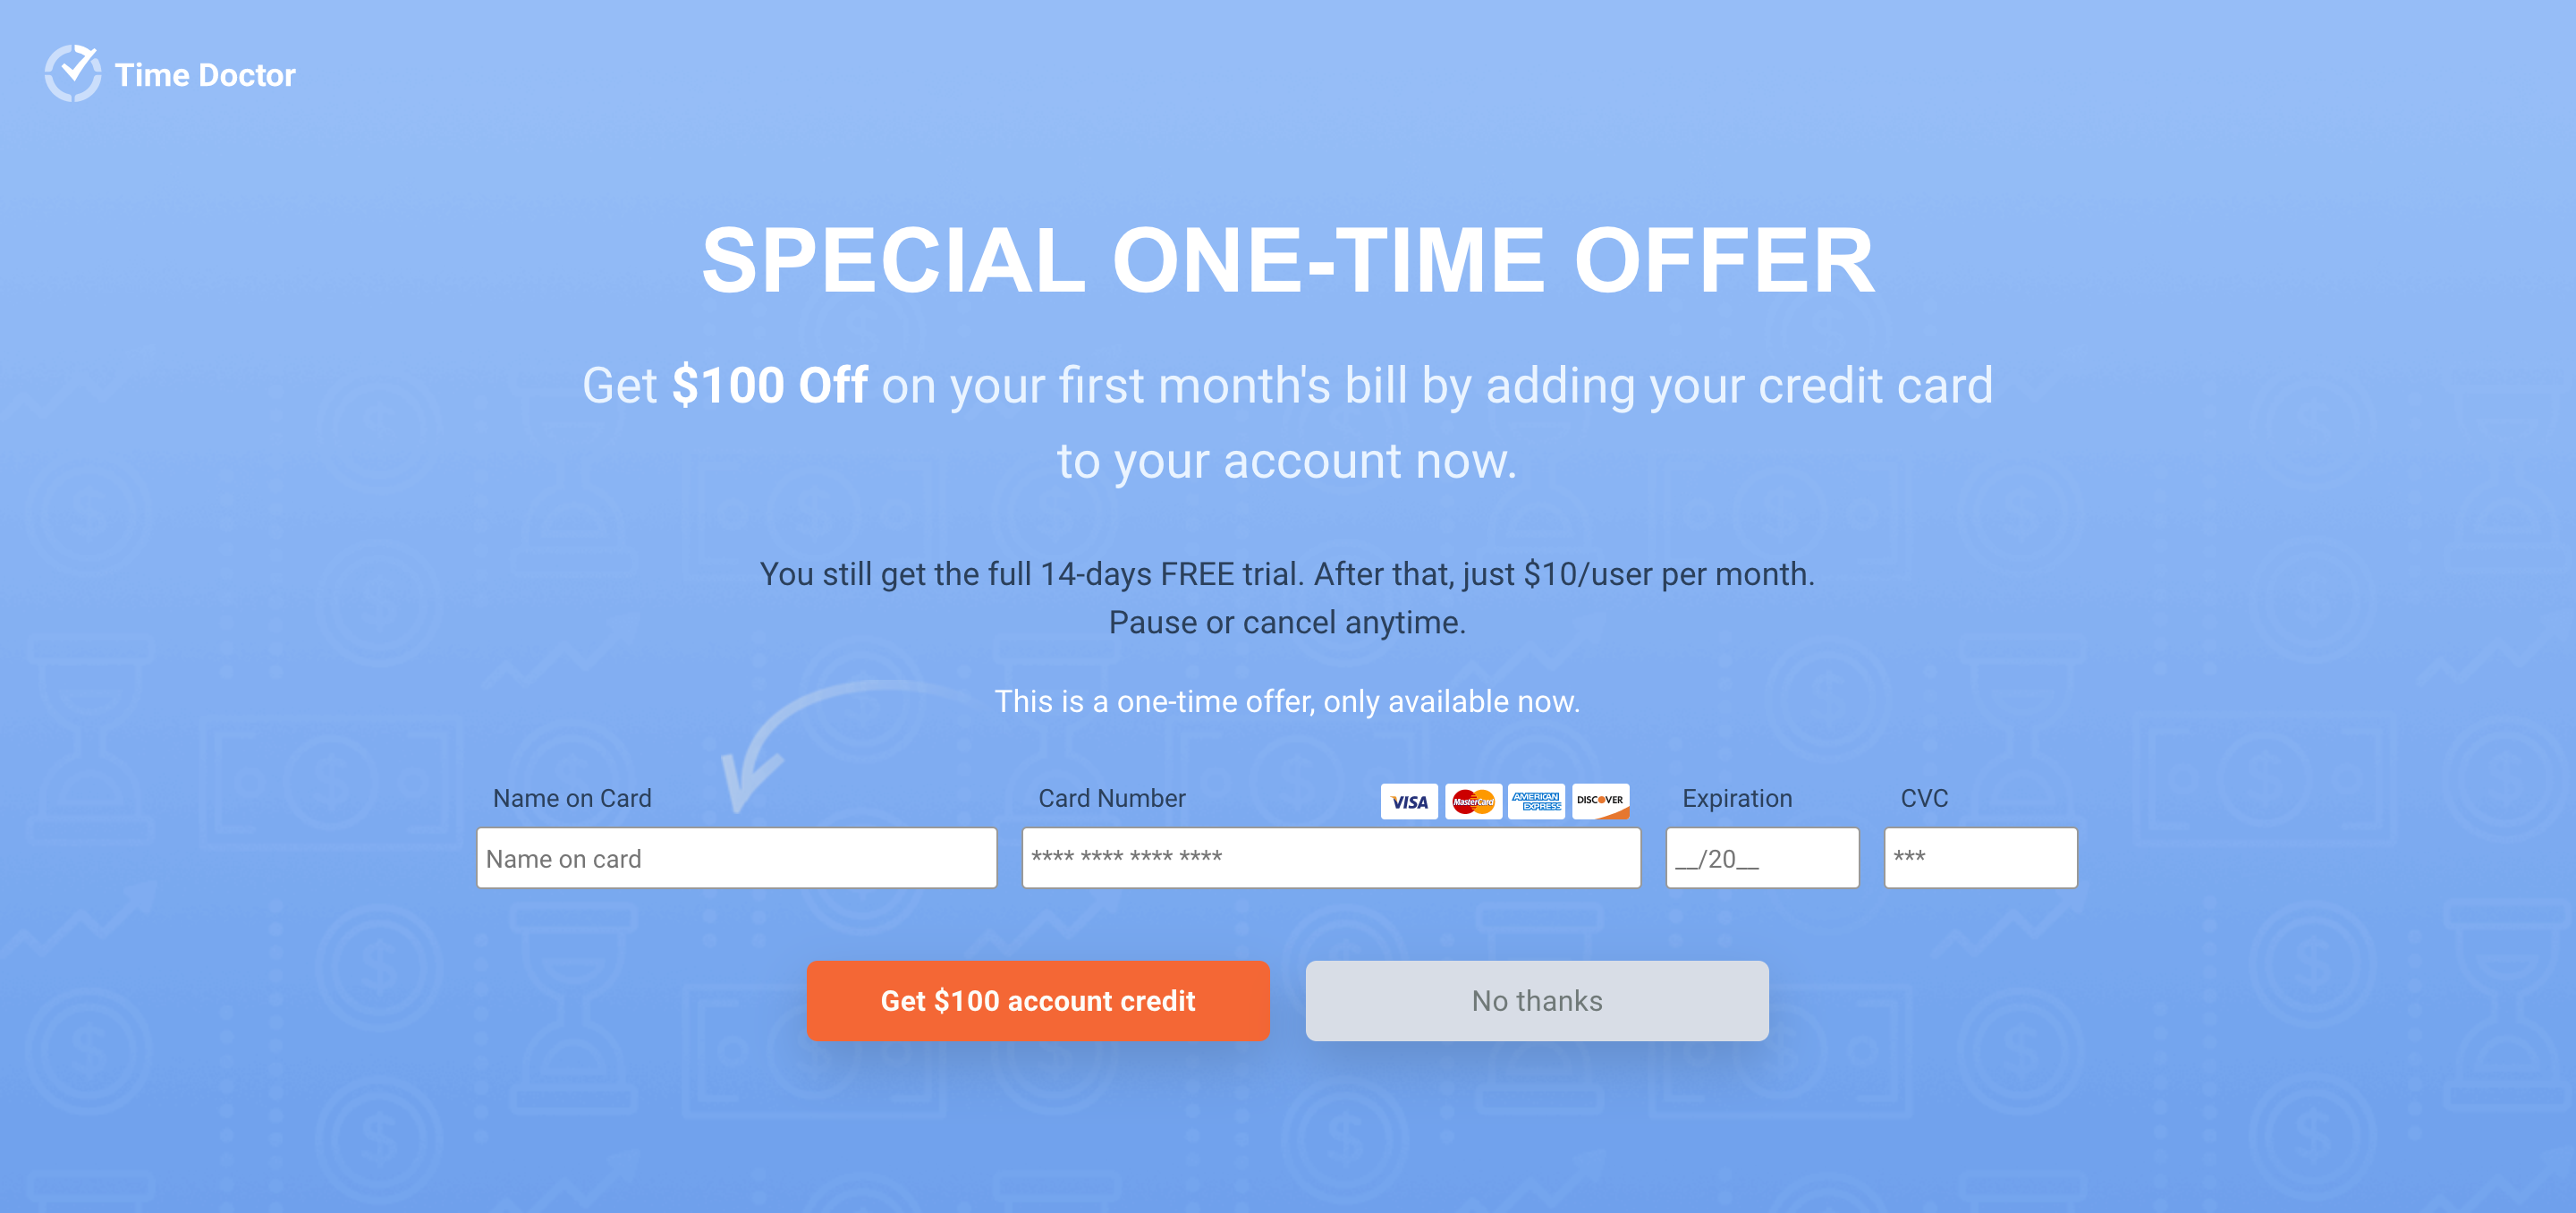 Time Doctor
SPECIAL ONE-TIME OFFER
Get $100 Off on your first month's bill by adding your credit card
to your account now.
You still get the full 14-days FREE trial. After that, just $10/user per month.
Pause or cancel anytime.
This is a one-time offer, only available now.
Name on Card
Card Number
VISA
MasterCard
AMERICAN
EXPRESS
DISCOVER
Expiration
CVC
Name on card
**** **** **** ****
__/20__
***
Get $100 account credit
No thanks